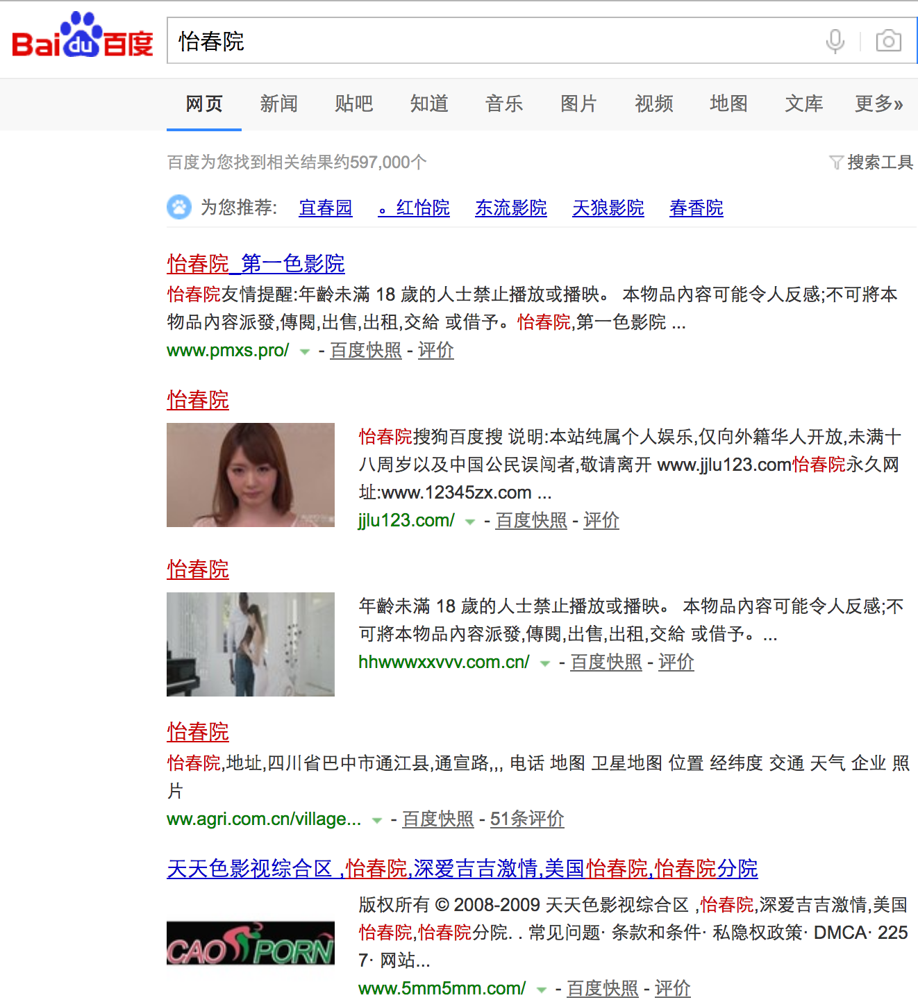 Baidu百度
怡春院
网页 新闻 贴吧 知道 音乐 图片 视频 地图 文库 更多»
百度为您找到相关结果约597,000个
搜索工具
为您推荐: 宜春园 。红怡院 东流影院 天狼影院 春香院
怡春院_第一色影院
怡春院友情提醒:年齡未滿 18 歲的人士禁止播放或播映。 本物品內容可能令人反感;不可將本
物品內容派發,傳閱,出售,出租,交給 或借予。怡春院,第一色影院 ...
www.pmxs.pro/ - 百度快照 - 评价
怡春院
怡春院搜狗百度搜 说明:本站纯属个人娱乐,仅向外籍华人开放,未满十
八周岁以及中国公民误闯者,敬请离开 www.jjlu123.com怡春院永久网
址:www.12345zx.com ...
jjlu123.com/ - 百度快照 - 评价
怡春院
年齡未滿 18 歲的人士禁止播放或播映。 本物品內容可能令人反感;不
可將本物品內容派發,傳閱,出售,出租,交給 或借予。...
hhwwwxxvvv.com.cn/ - 百度快照 - 评价
怡春院
怡春院,地址,四川省巴中市通江县,通宣路,,, 电话 地图 卫星地图 位置 经纬度 交通 天气 企业 照
片
ww.agri.com.cn/village... - 百度快照 - 51条评价
天天色影视综合区 ,怡春院,深爱吉吉激情,美国怡春院,怡春院分院
版权所有 © 2008-2009 天天色影视综合区 ,怡春院,深爱吉吉激情,美国
怡春院,怡春院分院. . 常见问题· 条款和条件· 私隐权政策· DMCA· 225
7· 网站...
CAO PORN
www.5mm5mm.com/ - 百度快照 - 评价